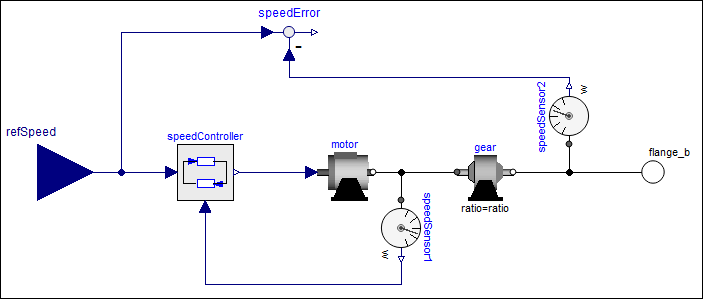 speedError
-
w
speedSensor2
refSpeed
speedController
motor
gear
flange_b
ratio=ratio
speedSensor1
w